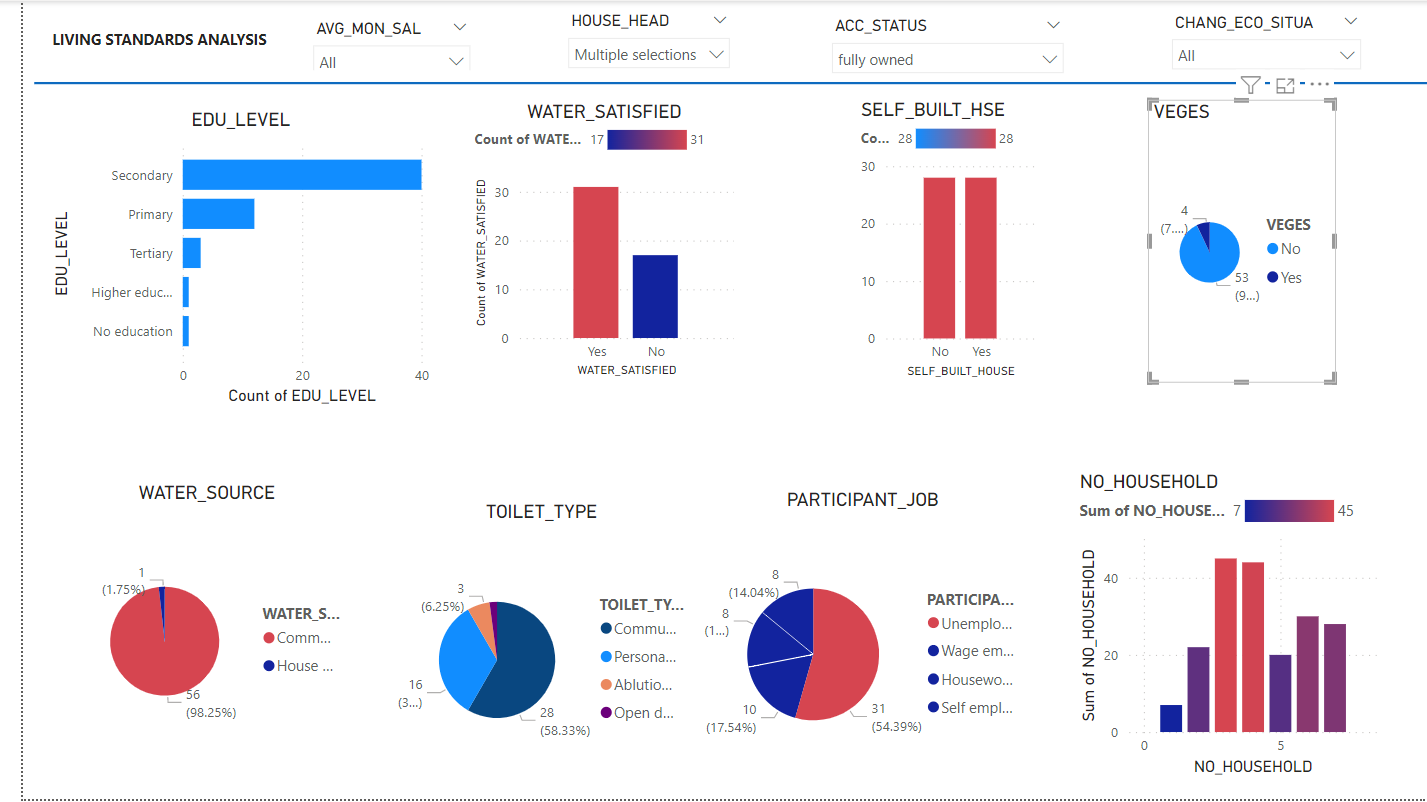 LIVING STANDARDS ANALYSIS
AVG_MON_SAL
All
HOUSE_HEAD
Multiple selections
ACC_STATUS
fully owned
CHANG_ECO_SITUA
All
EDU_LEVEL
EDU_LEVEL
Secondary
Primary
Tertiary
Higher educ...
No education
0 20 40
Count of EDU_LEVEL
WATER_SATISFIED
Count of WATE... 17 31
Count of WATER_SATISFIED
30
20
10
0
Yes No
WATER_SATISFIED
SELF_BUILT_HSE
Co... 28 28
30
20
10
0
No Yes
SELF_BUILT_HOUSE
VEGES
4
(7....)
53
(9...)
VEGES
No
Yes
WATER_SOURCE
1
(1.75%)
56
(98.25%)
WATER_S...
Comm...
House ...
TOILET_TYPE
3
(6.25%)
16
(3...)
28
(58.33%)
TOILET_TY...
Commu...
Persona...
Ablutio...
Open d...
PARTICIPANT_JOB
8
(14.04%)
8
(1...)
10
(17.54%)
31
(54.39%)
PARTICIPA...
Unemplo...
Wage em...
Housewo...
Self empl...
NO_HOUSEHOLD
Sum of NO_HOUSE... 7 45
Sum of NO_HOUSEHOLD
40
20
0
0 5
NO_HOUSEHOLD